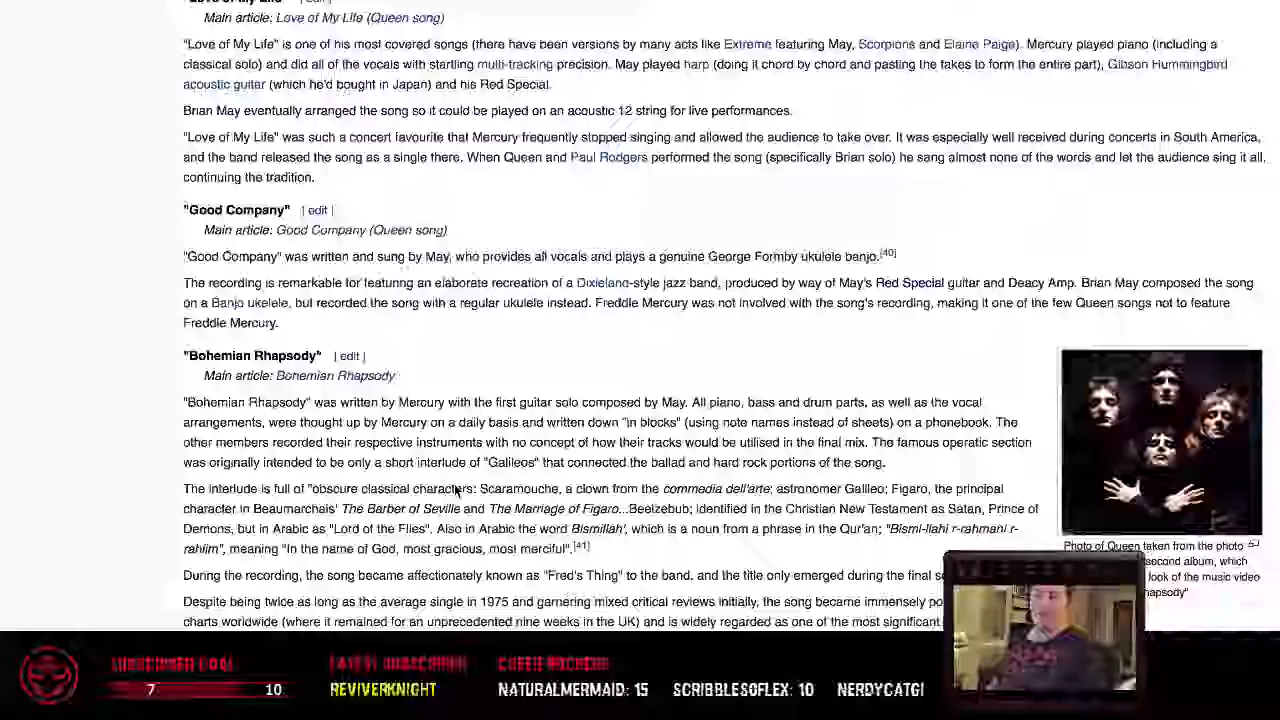 Main article: Love of My Life (Queen song)
"Love of My Life" is one of his most covered songs (there have been versions by many acts like Extreme featuring May, Scorpions and Elaine Paige). Mercury played piano (including a
classical solo) and did all of the vocals with startling multi-tracking precision. May played harp (doing it chord by chord and pasting the takes to form the entire part), Gibson Hummingbird
acoustic guitar (which he'd bought in Japan) and his Red Special.
Brian May eventually arranged the song so it could be played on an acoustic 12 string for live performances.
"Love of My Life" was such a concert favourite that Mercury frequently stopped singing and allowed the audience to take over. It was especially well received during concerts in South America,
and the band released the song as a single there. When Queen and Paul Rodgers performed the song (specifically Brian solo) he sang almost none of the words and let the audience sing it all,
continuing the tradition.
"Good Company" [ edit ]
Main article: Good Company (Queen song)
"Good Company" was written and sung by May, who provides all vocals and plays a genuine George Formby ukulele banjo.[40]
The recording is remarkable for featuring an elaborate recreation of a Dixieland-style jazz band, produced by way of May's Red Special guitar and Deacy Amp. Brian May composed the song
on a Banjo ukulele, but recorded the song with a regular ukulele instead. Freddie Mercury was not involved with the song's recording, making it one of the few Queen songs not to feature
Freddie Mercury.
"Bohemian Rhapsody" [ edit ]
Main article: Bohemian Rhapsody
"Bohemian Rhapsody" was written by Mercury with the first guitar solo composed by May. All piano, bass and drum parts, as well as the vocal
arrangements, were thought up by Mercury on a daily basis and written down "in blocks" (using note names instead of sheets) on a phonebook. The
other members recorded their respective instruments with no concept of how their tracks would be utilised in the final mix. The famous operatic section
was originally intended to be only a short interlude of "Galileos" that connected the ballad and hard rock portions of the song.
The interlude is full of "obscure classical characters: Scaramouche, a clown from the commedia dell'arte; astronomer Galileo; Figaro, the principal
character in Beaumarchais' The Barber of Seville and The Marriage of Figaro...Beelzebub; identified in the Christian New Testament as Satan, Prince of
Demons, but in Arabic as "Lord of the Flies". Also in Arabic the word Bismillah', which is a noun from a phrase in the Qur'an; "Bismi-llahi r-rahmani r-
rahiim", meaning "In the name of God, most gracious, most merciful".[41]
During the recording, the song became affectionately known as "Fred's Thing" to the band, and the title only emerged during the final
Despite being twice as long as the average single in 1975 and garnering mixed critical reviews initially, the song became immensely po
charts worldwide (where it remained for an unprecedented nine weeks in the UK) and is widely regarded as one of the most significant
Photo of Queen taken from the photo
second album, which
look of the music video
hapsody"
SUBSCRIBER GOAL
7 10
LATEST SUBSCRIBER
REVIVERKNIGHT
NATURALMERMAID: 15 SCRIBBLESOFLEX: 10 NERDYCATGI